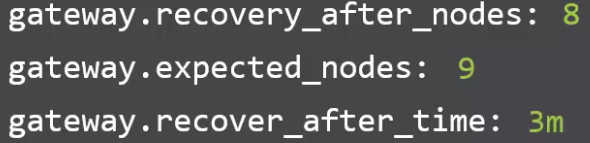 gateway.recovery_after_nodes: 8
gateway.expected_nodes: 9
gateway.recover_after_time: 3m